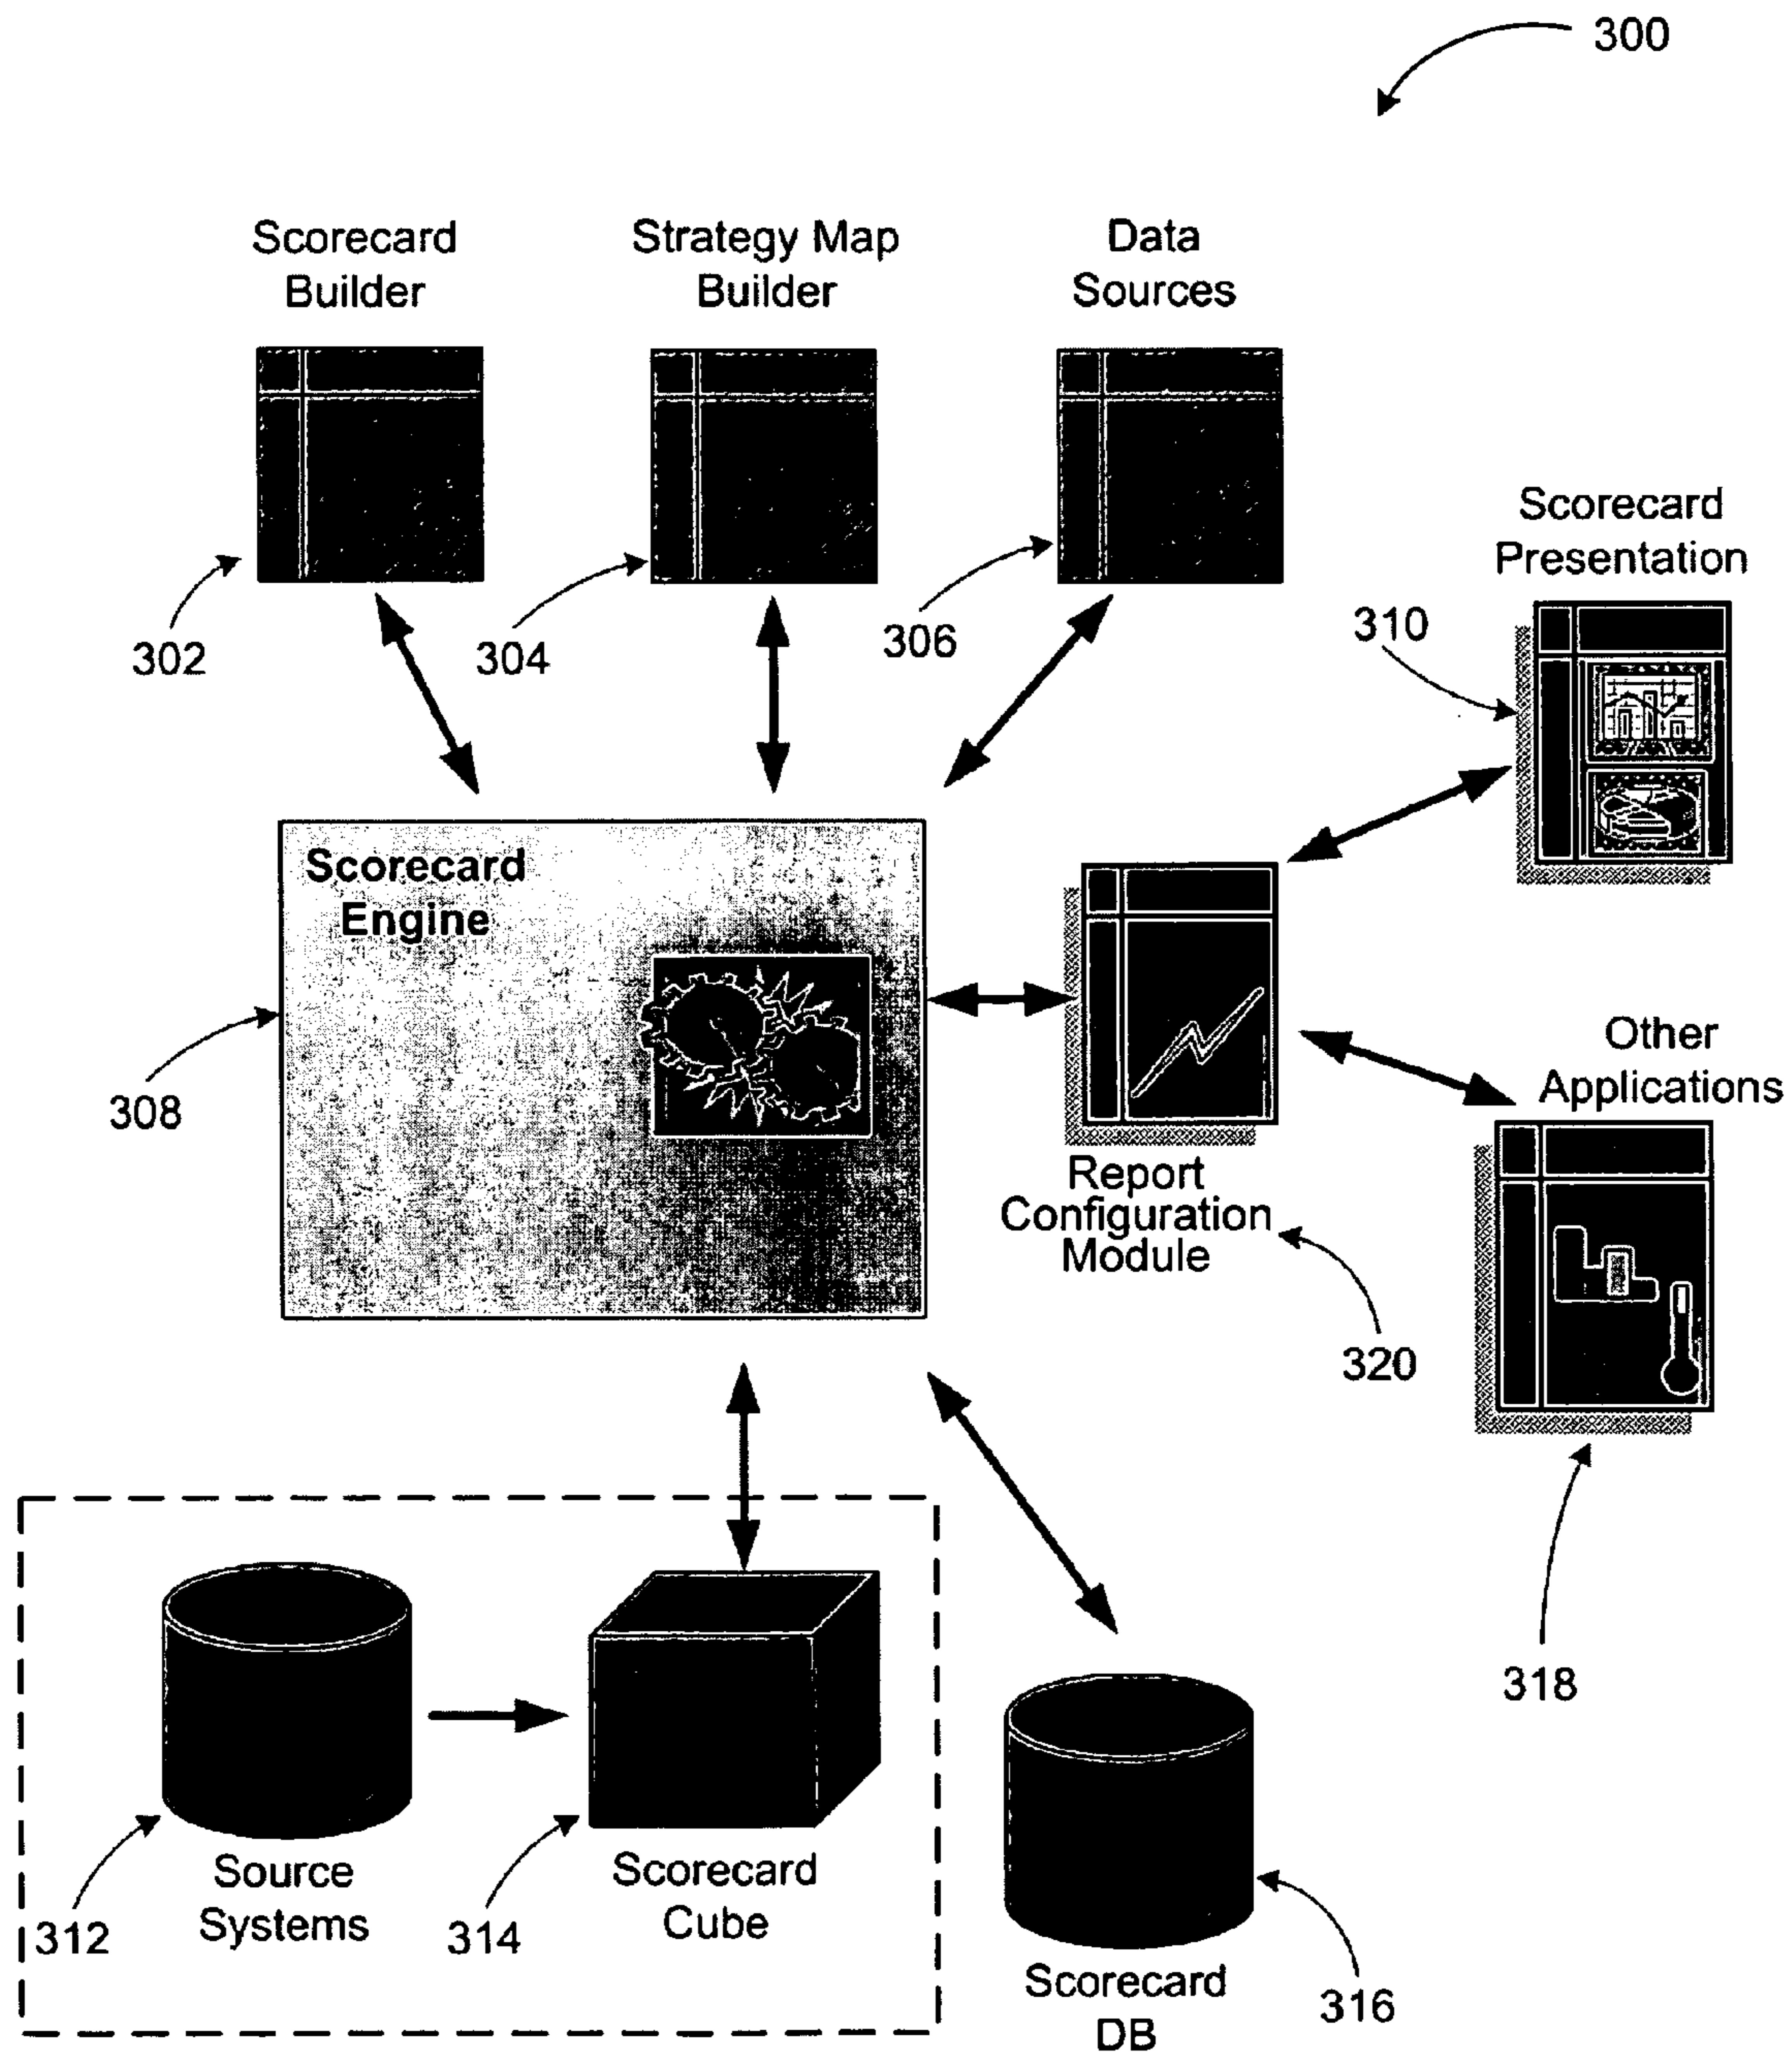 300
Scorecard
Builder
Strategy Map
Builder
Data
Sources
302
304
306
Scorecard
Presentation
310
Scorecard
Engine
308
Report
Configuration
Module
320
Other
Applications
318
Source
Systems
312
Scorecard
Cube
314
Scorecard
DB
316